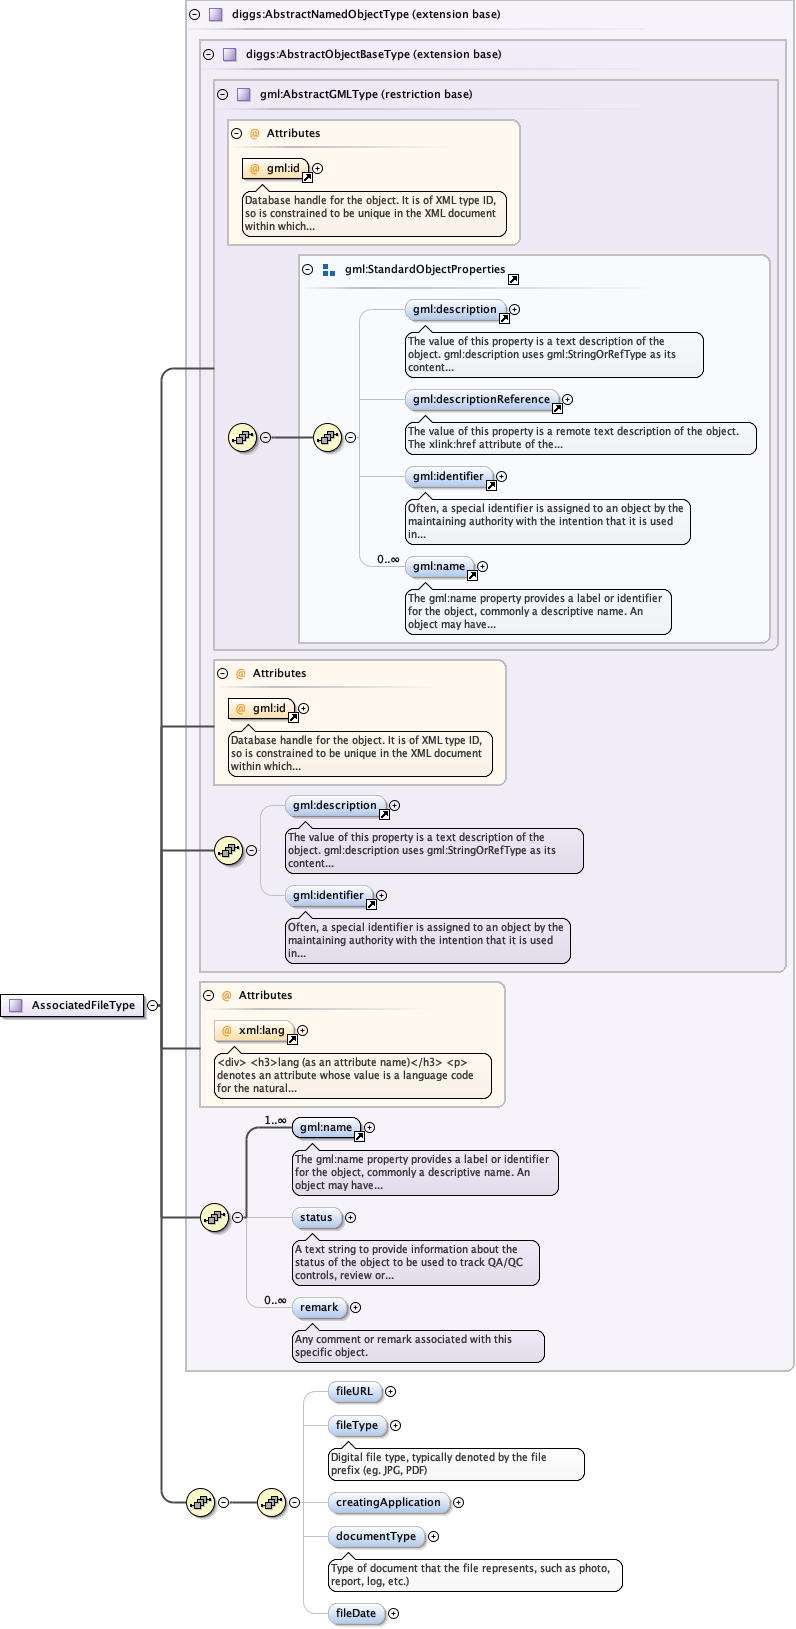 diggs:AbstractNamedObjectType (extension base)
diggs:AbstractObjectBaseType (extension base)
gml:AbstractGMLType (restriction base)
@ Attributes
@ gml:id
Database handle for the object. It is of XML type ID,
so is constrained to be unique in the XML document
within which...
gml:StandardObjectProperties
gml:description
The value of this property is a text description of the
object. gml:description uses gml:StringOrRefType as its
content...
gml:descriptionReference
The value of this property is a remote text description of the object.
The xlink:href attribute of the...
gml:identifier
Often, a special identifier is assigned to an object by the
maintaining authority with the intention that it is used
in...
0..∞
gml:name
The gml:name property provides a label or identifier
for the object, commonly a descriptive name. An
object may have...
@ Attributes
@ gml:id
Database handle for the object. It is of XML type ID,
so is constrained to be unique in the XML document
within which...
gml:description
The value of this property is a text description of the
object. gml:description uses gml:StringOrRefType as its
content...
gml:identifier
Often, a special identifier is assigned to an object by the
maintaining authority with the intention that it is used
in...
AssociatedFileType
@ Attributes
@ xml:lang
<div> <h3>lang (as an attribute name)</h3> <p>
denotes an attribute whose value is a language code
for the natural...
1..∞
gml:name
The gml:name property provides a label or identifier
for the object, commonly a descriptive name. An
object may have...
status
A text string to provide information about the
status of the object to be used to track QA/QC
controls, review or...
0..∞
remark
Any comment or remark associated with this
specific object.
fileURL
fileType
Digital file type, typically denoted by the file
prefix (eg. JPG, PDF)
creatingApplication
documentType
Type of document that the file represents, such as photo,
report, log, etc.)
fileDate